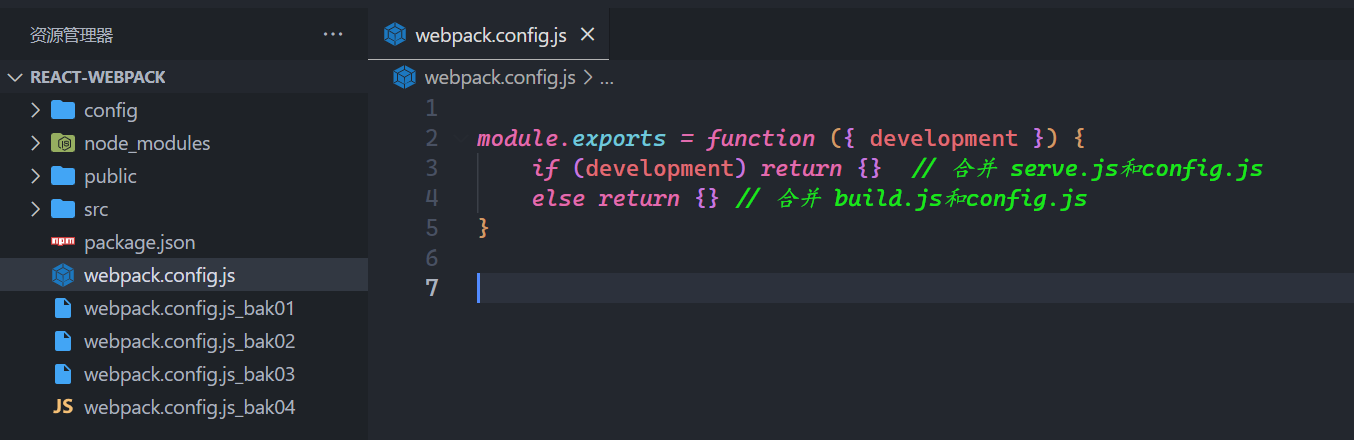 资源管理器 ···
REACT-WEBPACK
config
node_modules
public
src
package.json
webpack.config.js
webpack.config.js_bak01
webpack.config.js_bak02
webpack.config.js_bak03
JS webpack.config.js_bak04
webpack.config.js ×
webpack.config.js > ...
1
2 module.exports = function ({ development }) {
3 if (development) return {} // 合并 serve.js和config.js
4 else return {} // 合并 build.js和config.js
5 }
6
7